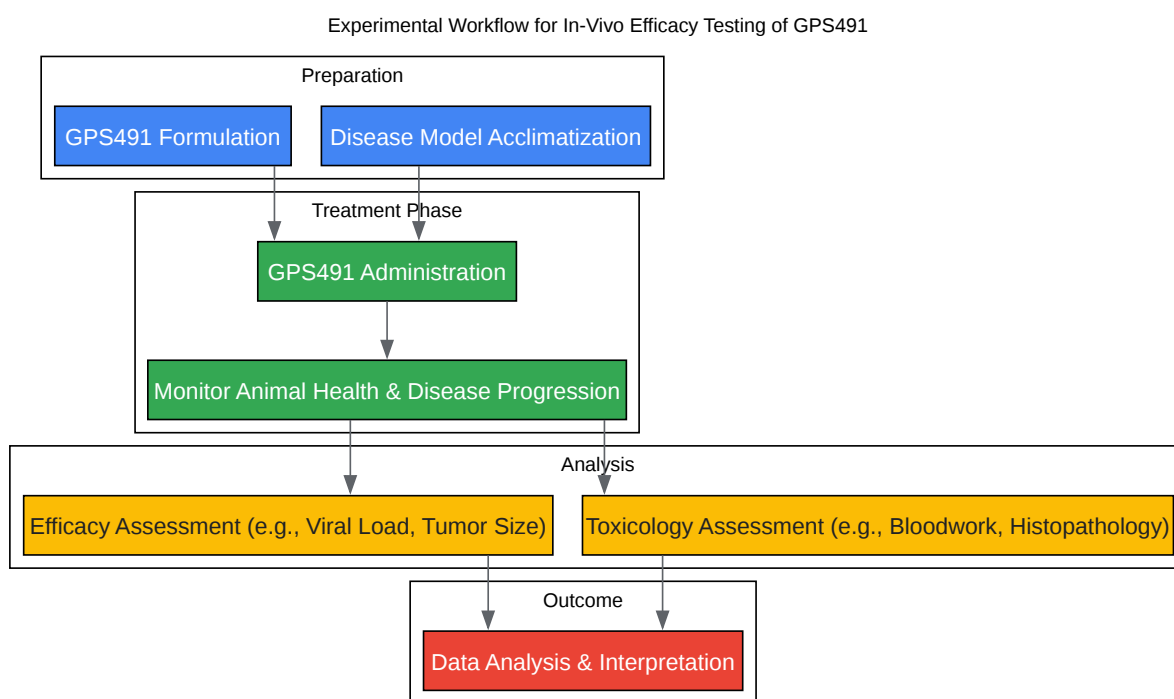 Experimental Workflow for In-Vivo Efficacy Testing of GPS491
Preparation
GPS491 Formulation
Disease Model Acclimatization
Treatment Phase
GPS491 Administration
Monitor Animal Health & Disease Progression
Analysis
Efficacy Assessment (e.g., Viral Load, Tumor Size)
Toxicology Assessment (e.g., Bloodwork, Histopathology)
Outcome
Data Analysis & Interpretation